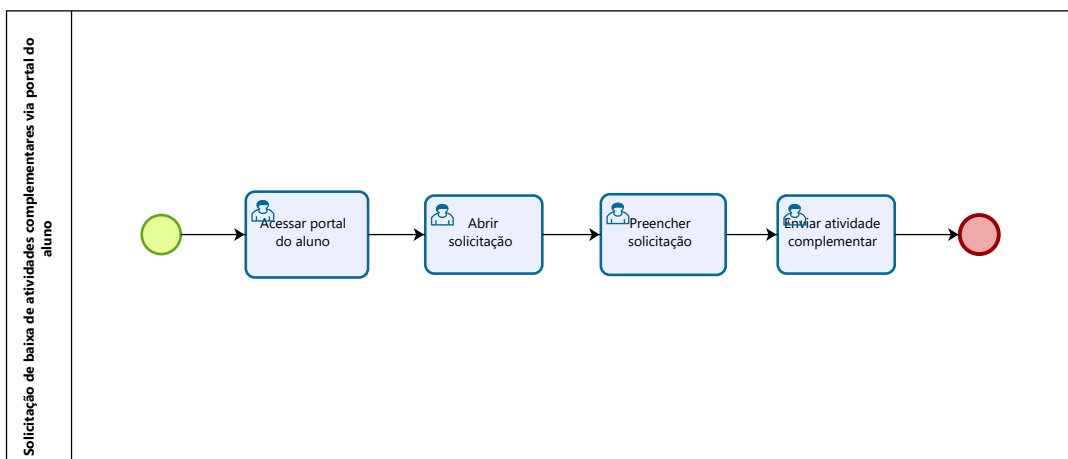 Solicitação de baixa de atividades complementares via portal do
aluno
Acessar portal
do aluno
Abrir
solicitação
Preencher
solicitação
Enviar atividade
complementar